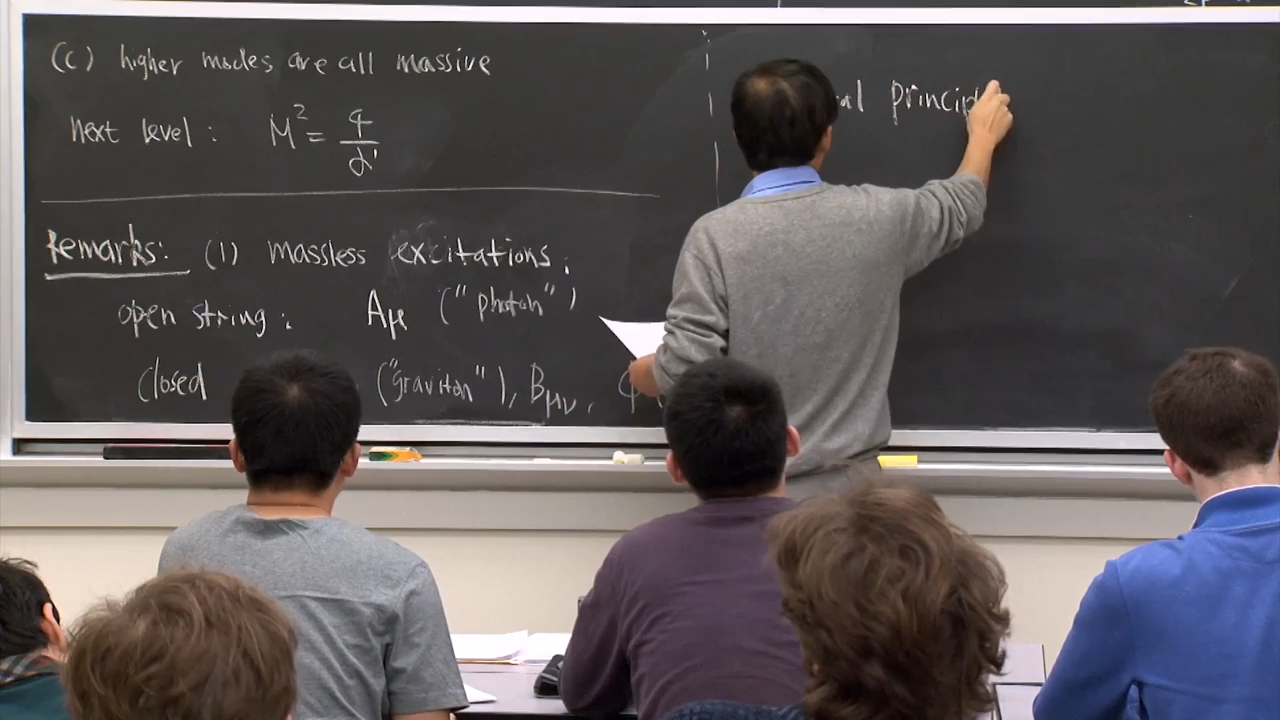 (c) higher modes are all massive
next level : M² = 4/α'
Remarks: (1) massless excitations :
open string : Aμ ("photon")
closed ("graviton"), Bμν , ϕ
principl